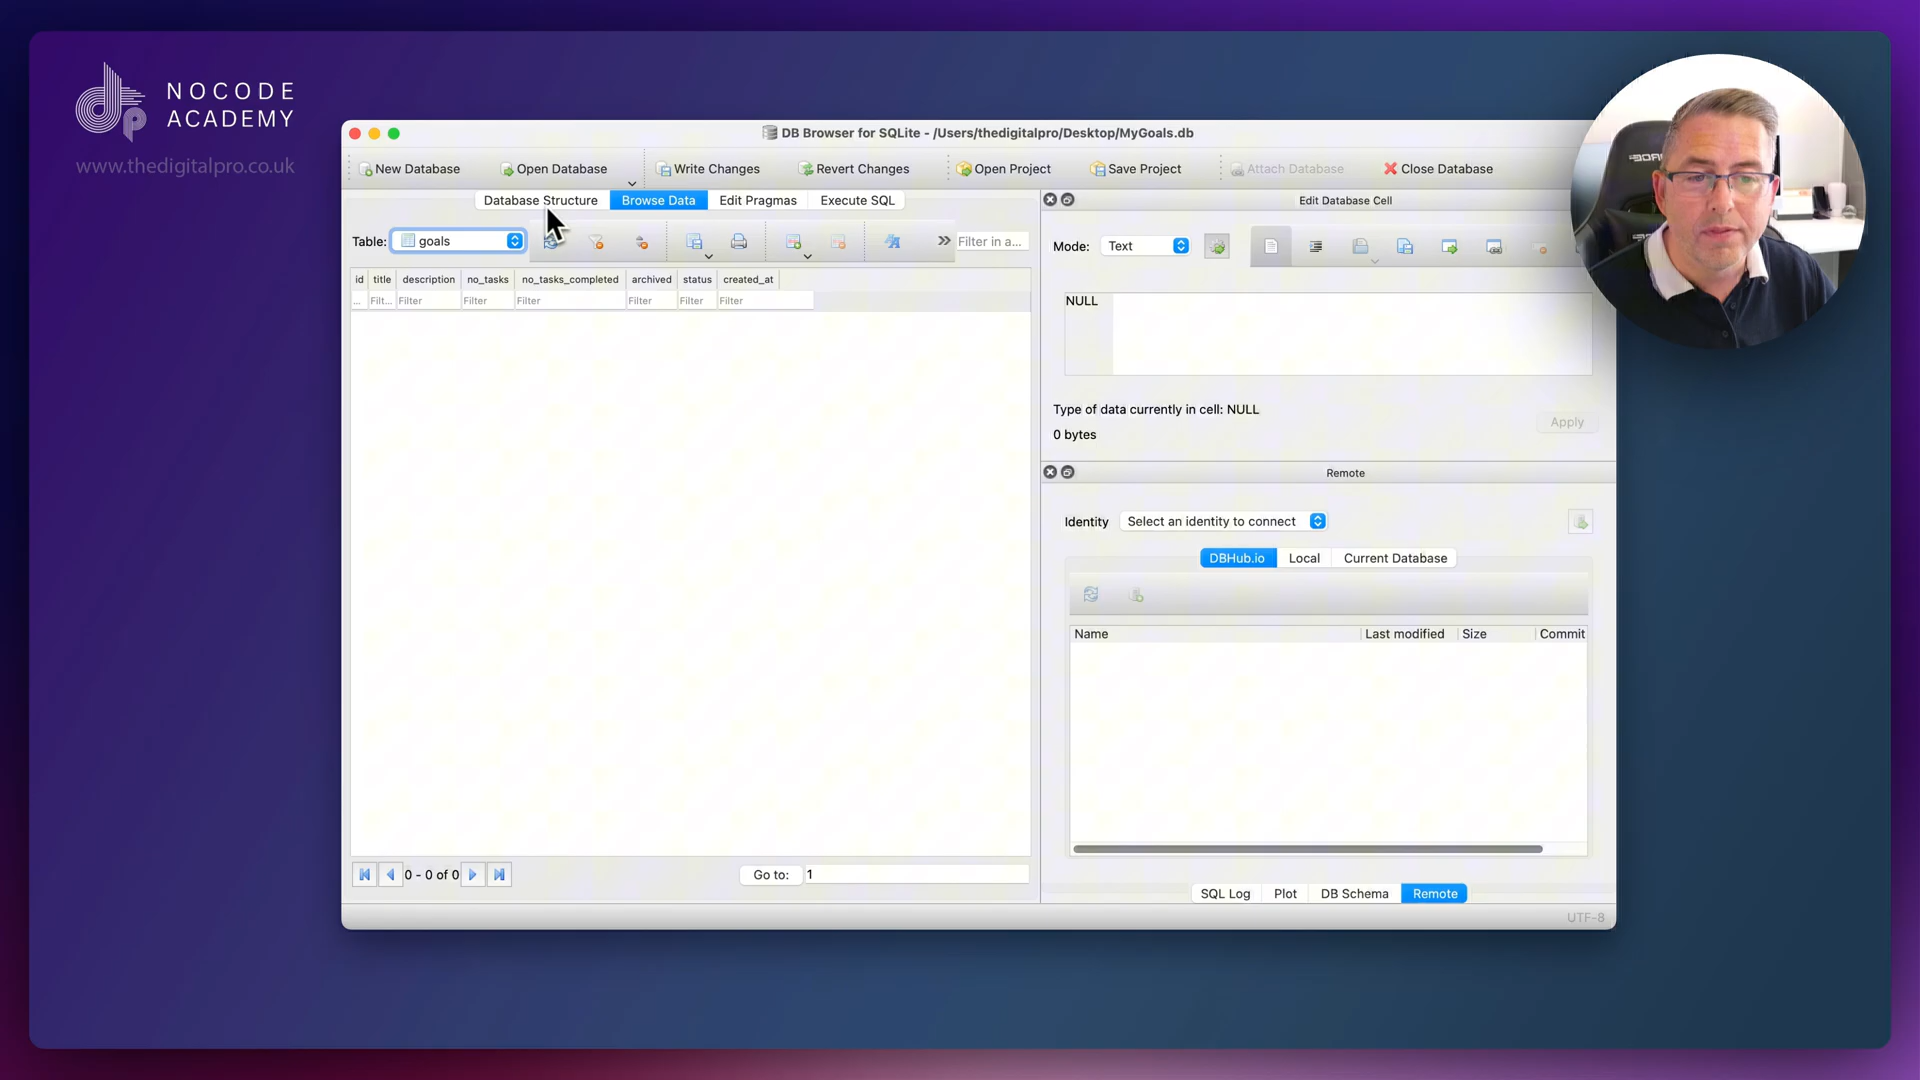 NOCODE
ACADEMY
www.thedigitalpro.co.uk
DB Browser for SQLite - /Users/thedigitalpro/Desktop/MyGoals.db
New Database
Open Database
Write Changes
Revert Changes
Open Project
Save Project
Attach Database
Close Database
Database Structure
Browse Data
Edit Pragmas
Execute SQL
Table:
goals
Filter in a...
id
title
description
no_tasks
no_tasks_completed
archived
status
created_at
...
Filt...
Filter
Filter
Filter
Filter
Filter
Filter
0 - 0 of 0
Go to:
1
Edit Database Cell
Mode:
Text
NULL
Type of data currently in cell: NULL
0 bytes
Apply
Remote
Identity
Select an identity to connect
DBHub.io
Local
Current Database
Name
Last modified
Size
Commit
SQL Log
Plot
DB Schema
Remote
UTF-8